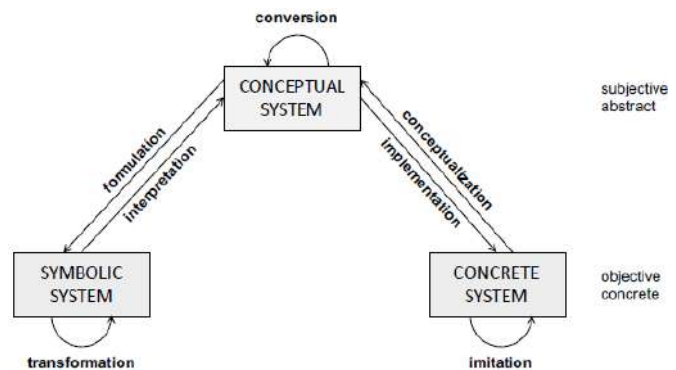 conversion
CONCEPTUAL
SYSTEM
subjective
abstract
formulation
interpretation
conceptualization
implementation
SYMBOLIC
SYSTEM
CONCRETE
SYSTEM
objective
concrete
transformation
imitation